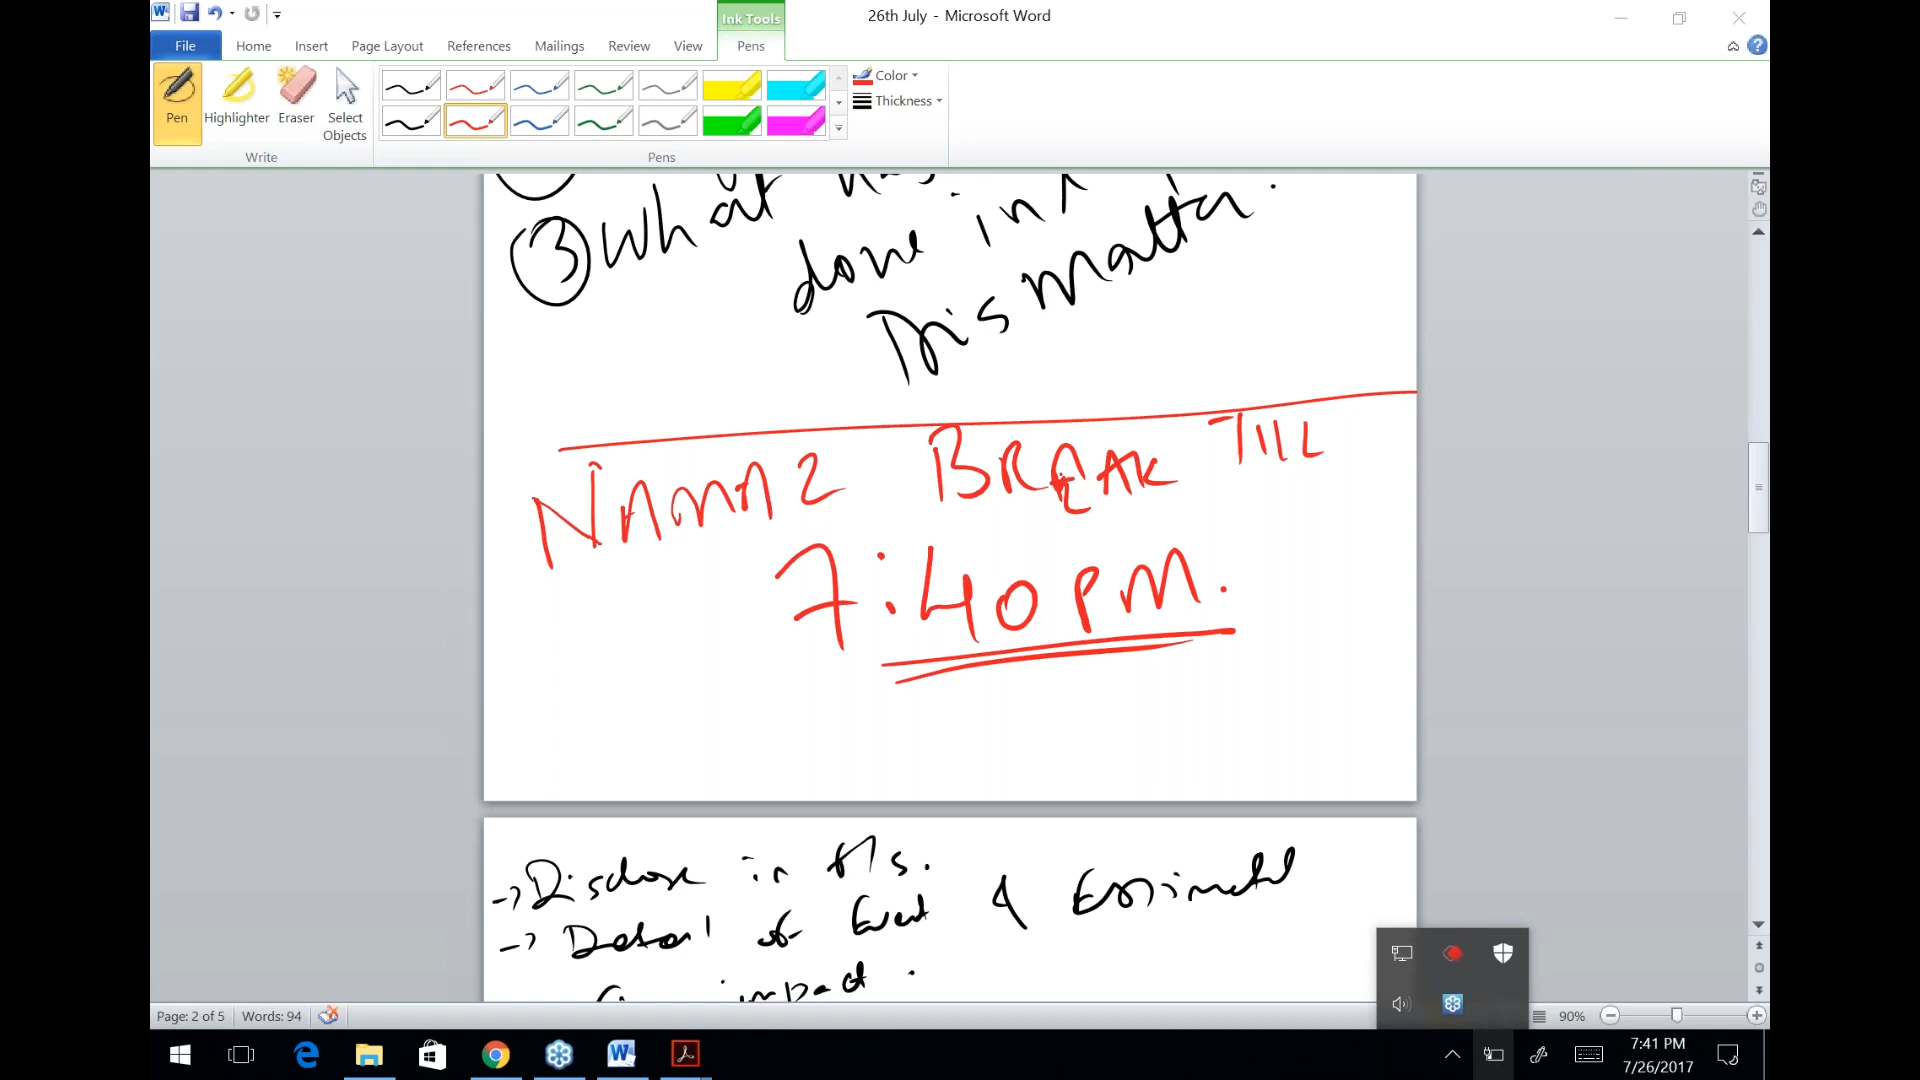 26th July - Microsoft Word
Ink Tools
File Home Insert Page Layout References Mailings Review View Pens
Pen Highlighter Eraser Select Objects
Color
Thickness
Write Pens
③ What
done in
This Matter.
NAMAZ BREAK TILL
7:40 PM.
→ Disclose in f/s.
→ Detail of Event & Estimated
impact.
Page: 2 of 5 Words: 94 90%
7:41 PM
7/26/2017